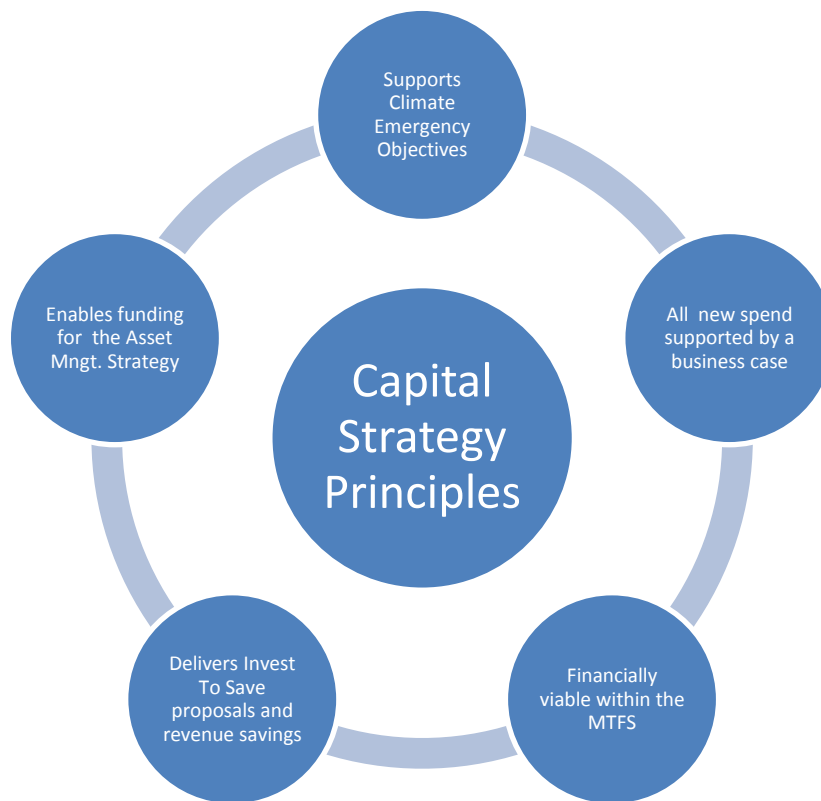 Supports
Climate
Emergency
Objectives
All new spend
supported by a
business case
Financially
viable within the
MTFS
Delivers Invest
To Save
proposals and
revenue savings
Enables funding
for the Asset
Mngt. Strategy
Capital
Strategy
Principles